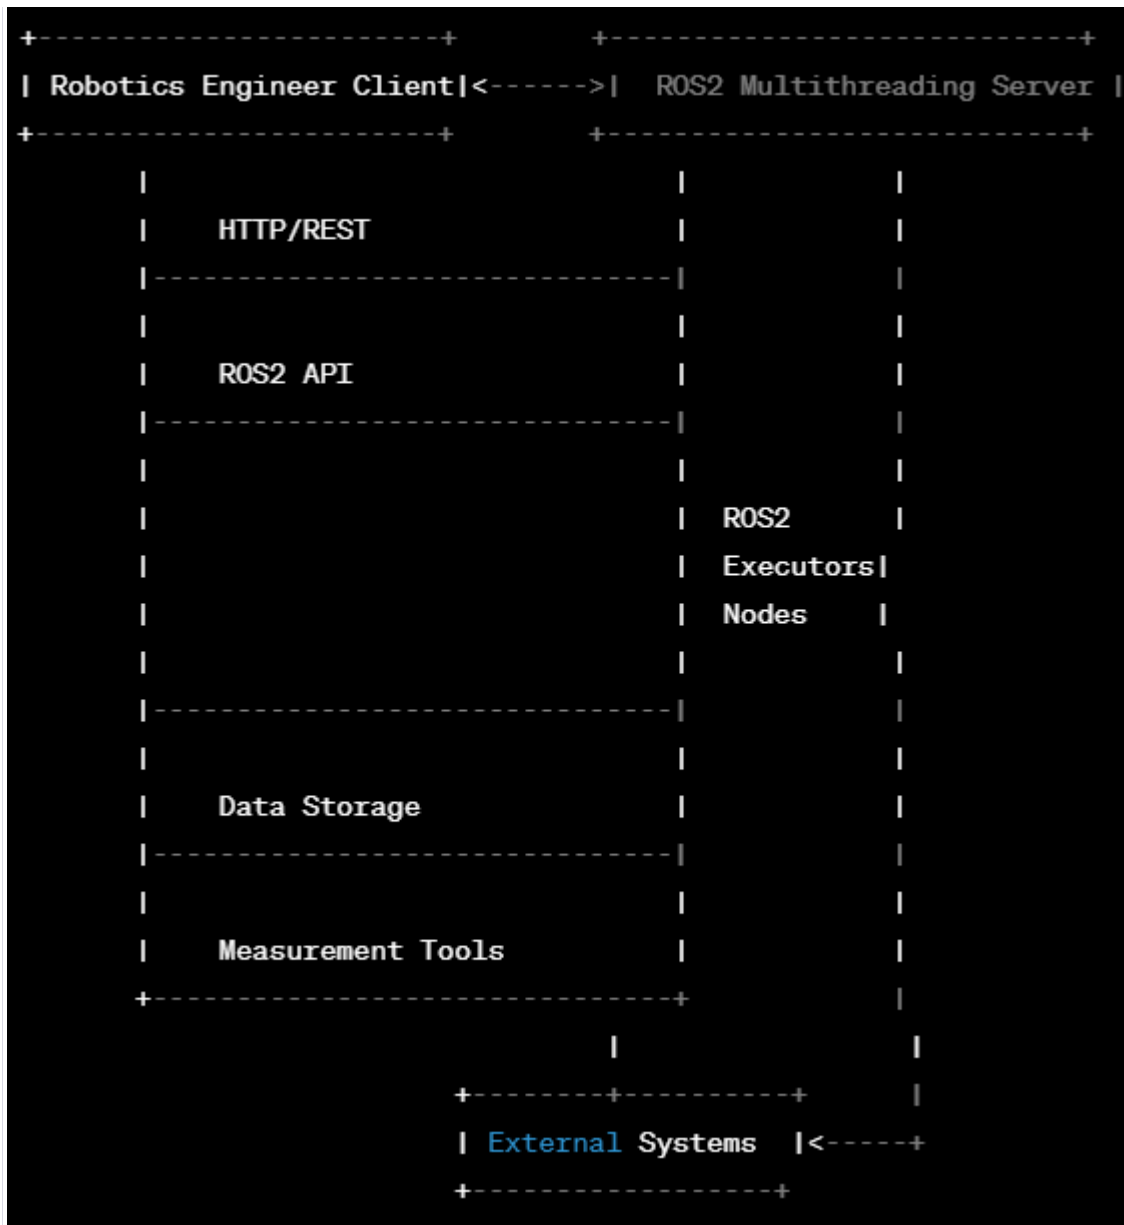 Robotics Engineer Client ROS2 Multithreading Server
HTTP/REST
ROS2 API
ROS2
Executors
Nodes
Data Storage
Measurement Tools
External Systems